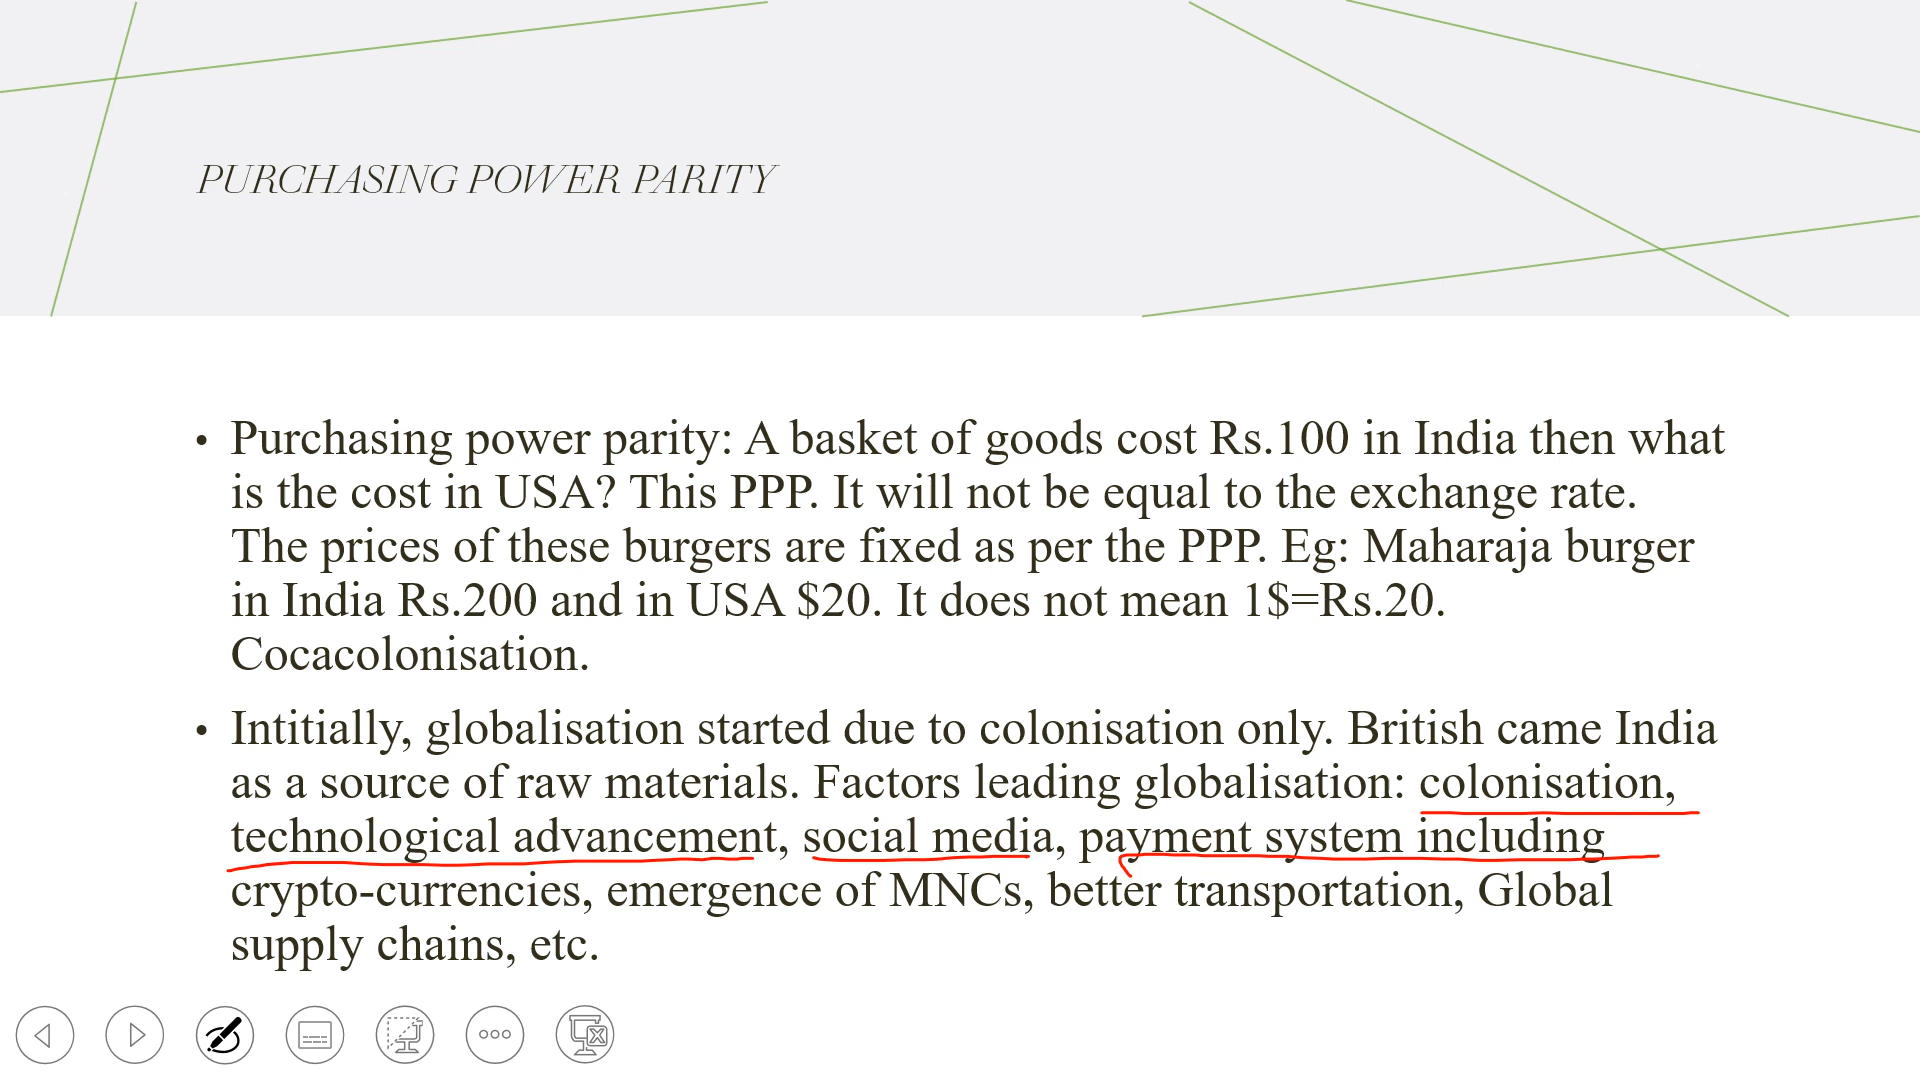 PURCHASING POWER PARITY
• Purchasing power parity: A basket of goods cost Rs.100 in India then what
is the cost in USA? This PPP. It will not be equal to the exchange rate.
The prices of these burgers are fixed as per the PPP. Eg: Maharaja burger
in India Rs.200 and in USA $20. It does not mean 1$=Rs.20.
Cocacolonisation.
• Intitially, globalisation started due to colonisation only. British came India
as a source of raw materials. Factors leading globalisation: colonisation,
technological advancement, social media, payment system including
crypto-currencies, emergence of MNCs, better transportation, Global
supply chains, etc.